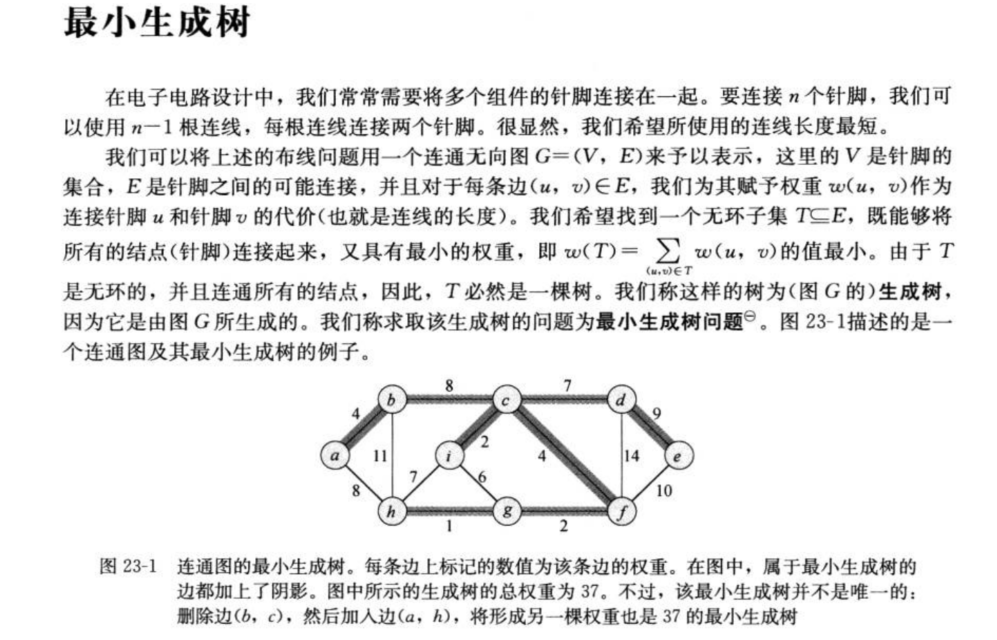 最小生成树
在电子电路设计中，我们常常需要将多个组件的针脚连接在一起。要连接 n 个针脚，我们可
以使用 n－1 根连线，每根连线连接两个针脚。很显然，我们希望所使用的连线长度最短。
我们可以将上述的布线问题用一个连通无向图 G＝(V，E)来予以表示，这里的 V 是针脚的
集合，E 是针脚之间的可能连接，并且对于每条边(u，v)∈E，我们为其赋予权重 w(u，v)作为
连接针脚 u 和针脚 v 的代价(也就是连线的长度)。我们希望找到一个无环子集 T⊆E，既能够将
所有的结点(针脚)连接起来，又具有最小的权重，即 w(T)＝ ∑ w(u，v)的值最小。由于 T
(u,v)∈T
是无环的，并且连通所有的结点，因此，T 必然是一棵树。我们称这样的树为(图 G 的)生成树，
因为它是由图 G 所生成的。我们称求取该生成树的问题为最小生成树问题㊀。图 23-1描述的是一
个连通图及其最小生成树的例子。
8 7
b c d
4 9
2
a 11 i 4 14 e
7 6
8 10
h g f
1 2
图 23-1 连通图的最小生成树。每条边上标记的数值为该条边的权重。在图中，属于最小生成树的
边都加上了阴影。图中所示的生成树的总权重为 37。不过，该最小生成树并不是唯一的：
删除边(b，c)，然后加入边(a，h)，将形成另一棵权重也是 37 的最小生成树